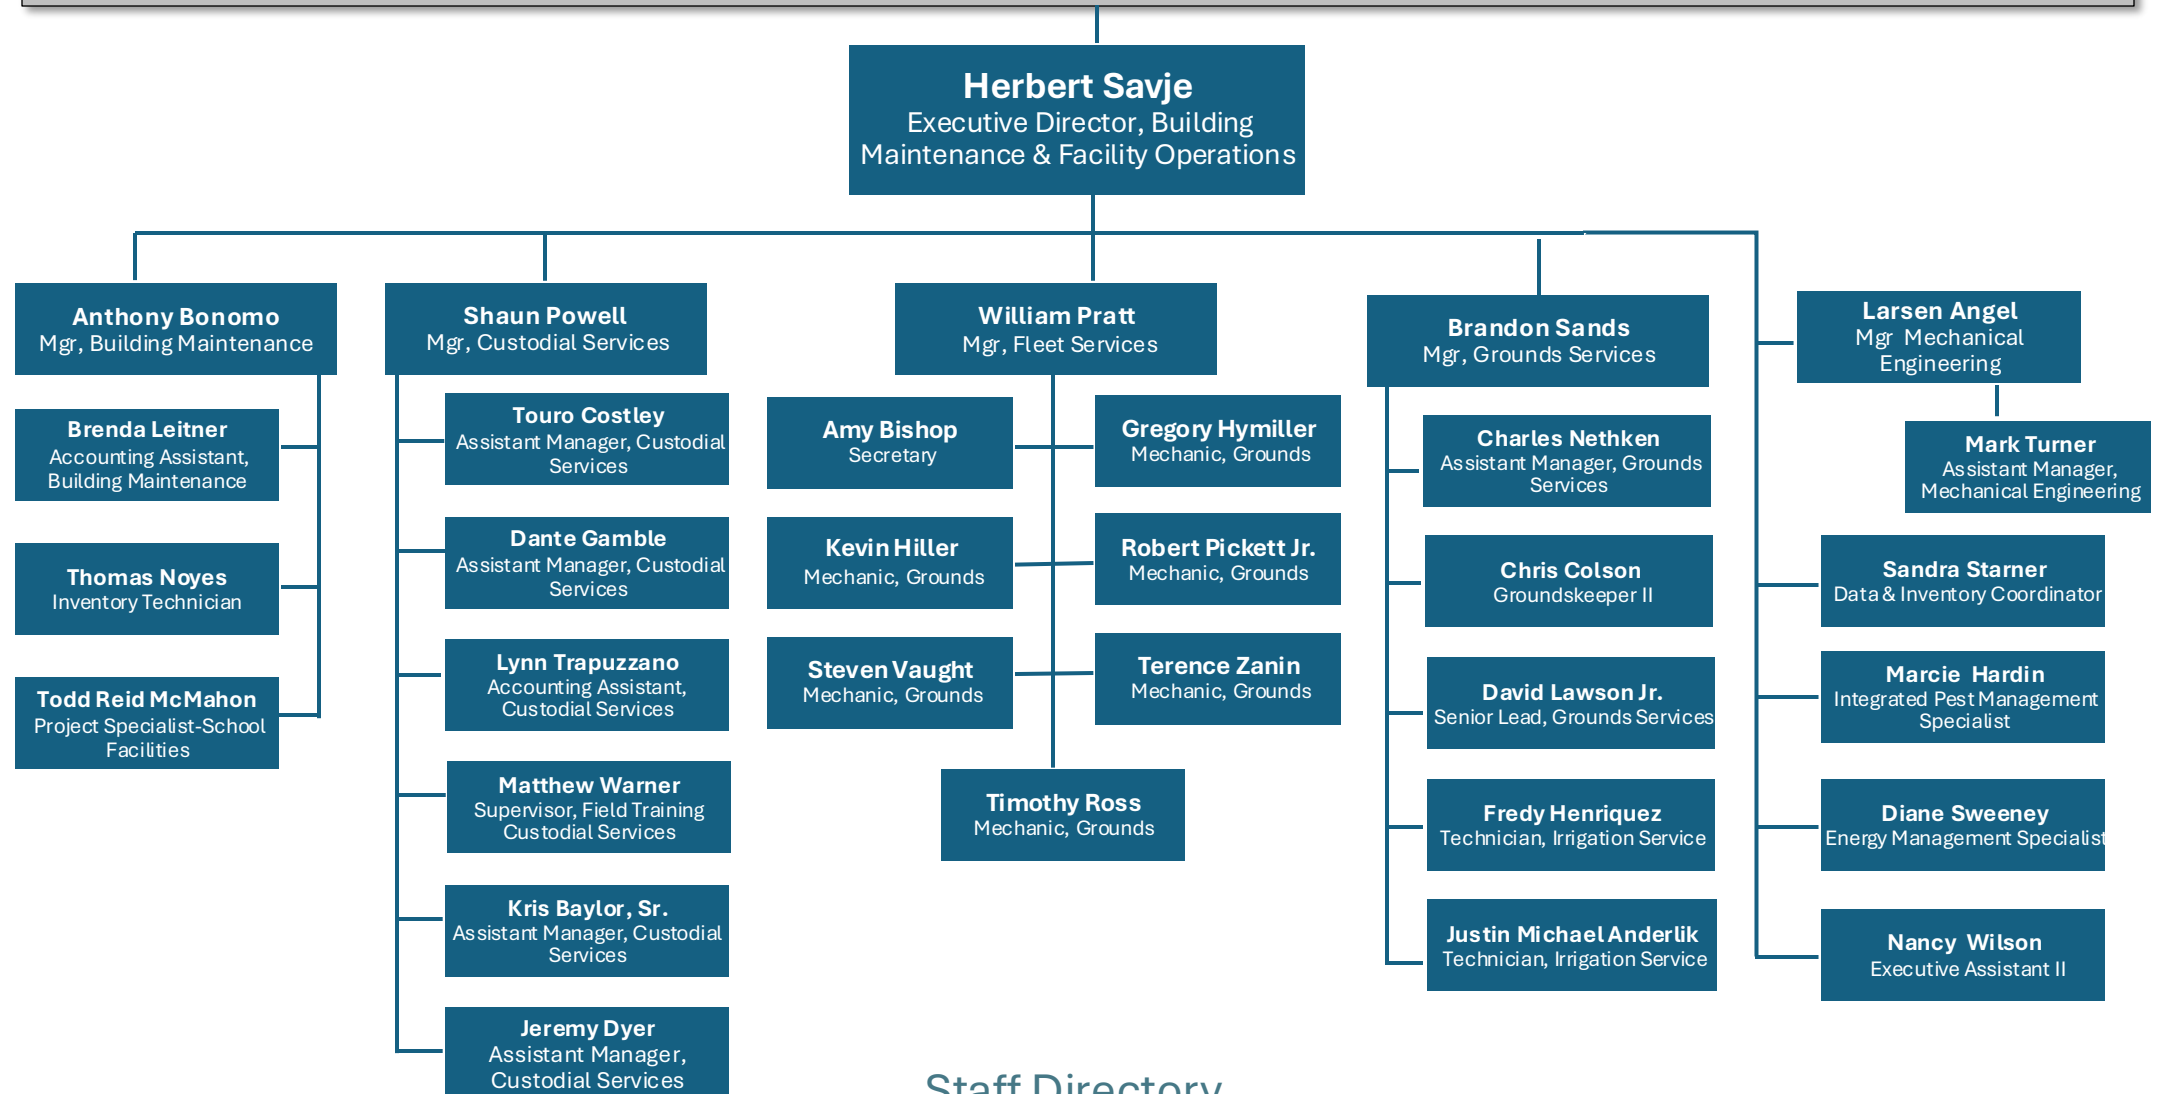 Herbert Savje
Executive Director, Building
Maintenance & Facility Operations
Anthony Bonomo
Mgr, Building Maintenance
Brenda Leitner
Accounting Assistant,
Building Maintenance
Thomas Noyes
Inventory Technician
Todd Reid McMahon
Project Specialist-School
Facilities
Shaun Powell
Mgr, Custodial Services
Touro Costley
Assistant Manager, Custodial
Services
Dante Gamble
Assistant Manager, Custodial
Services
Lynn Trapuzzano
Accounting Assistant,
Custodial Services
Matthew Warner
Supervisor, Field Training
Custodial Services
Kris Baylor, Sr.
Assistant Manager, Custodial
Services
Jeremy Dyer
Assistant Manager,
Custodial Services
William Pratt
Mgr, Fleet Services
Amy Bishop
Secretary
Gregory Hymiller
Mechanic, Grounds
Kevin Hiller
Mechanic, Grounds
Robert Pickett Jr.
Mechanic, Grounds
Steven Vaught
Mechanic, Grounds
Terence Zanin
Mechanic, Grounds
Timothy Ross
Mechanic, Grounds
Brandon Sands
Mgr, Grounds Services
Charles Nethken
Assistant Manager, Grounds
Services
Chris Colson
Groundskeeper II
David Lawson Jr.
Senior Lead, Grounds Services
Fredy Henriquez
Technician, Irrigation Service
Justin Michael Anderlik
Technician, Irrigation Service
Larsen Angel
Mgr Mechanical
Engineering
Mark Turner
Assistant Manager,
Mechanical Engineering
Sandra Starner
Data & Inventory Coordinator
Marcie Hardin
Integrated Pest Management
Specialist
Diane Sweeney
Energy Management Specialist
Nancy Wilson
Executive Assistant II
Staff Directory